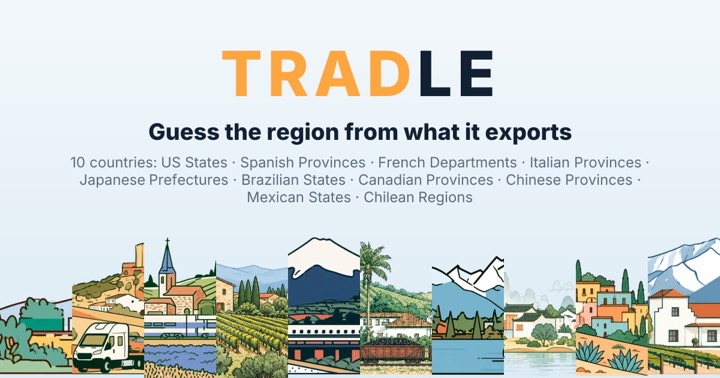 TRADLE
Guess the region from what it exports
10 countries: US States · Spanish Provinces · French Departments · Italian Provinces ·
Japanese Prefectures · Brazilian States · Canadian Provinces · Chinese Provinces ·
Mexican States · Chilean Regions